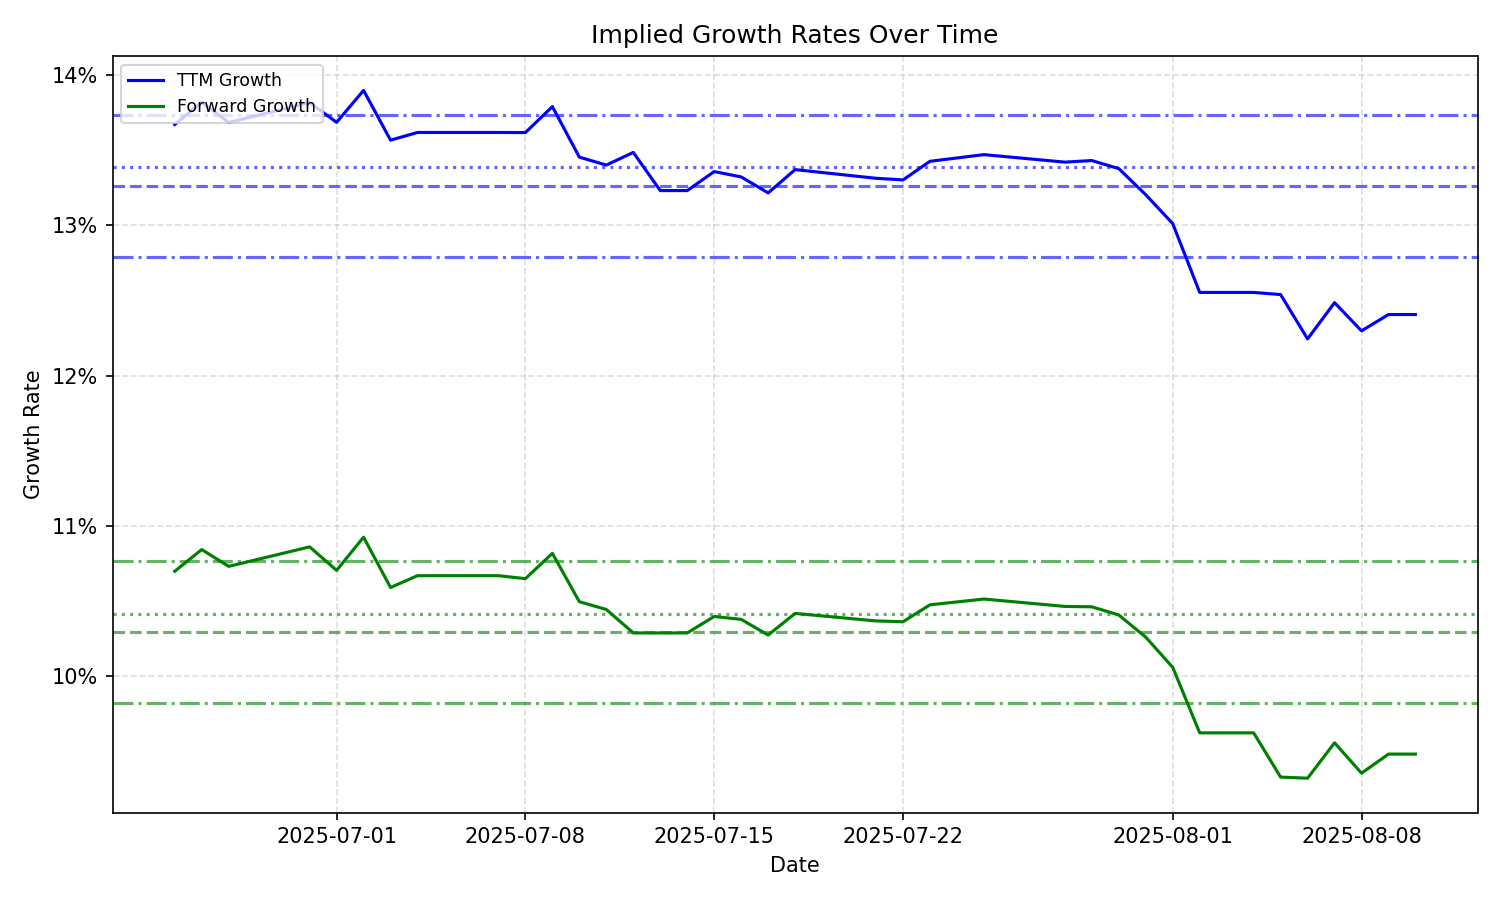 Implied Growth Rates Over Time
TTM Growth
Forward Growth
14%
13%
12%
11%
10%
Growth Rate
2025-07-01
2025-07-08
2025-07-15
2025-07-22
2025-08-01
2025-08-08
Date